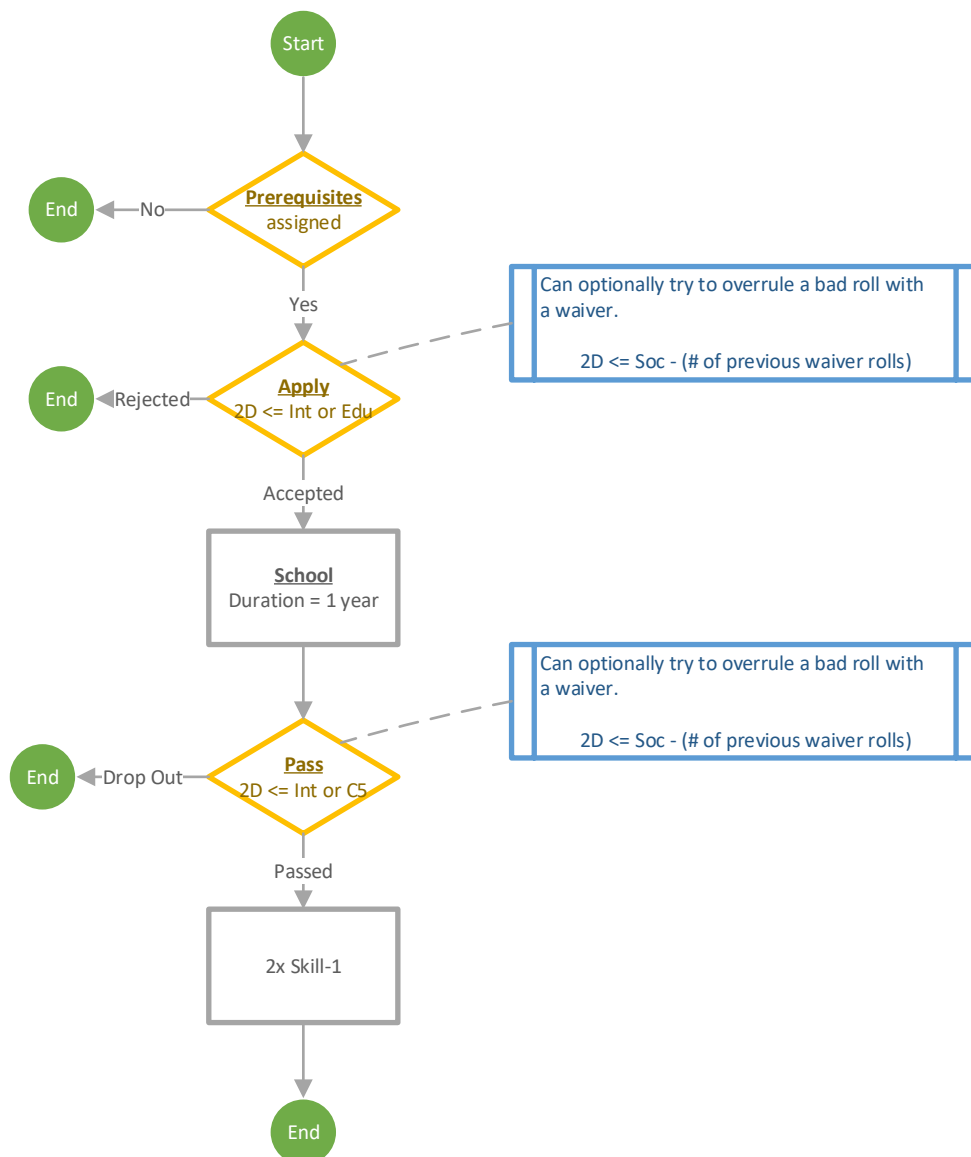 Start
Prerequisites
assigned
No
End
Yes
Can optionally try to overrule a bad roll with
a waiver.
2D <= Soc - (# of previous waiver rolls)
Apply
2D <= Int or Edu
Rejected
End
Accepted
School
Duration = 1 year
Can optionally try to overrule a bad roll with
a waiver.
2D <= Soc - (# of previous waiver rolls)
Pass
2D <= Int or C5
Drop Out
End
Passed
2x Skill-1
End